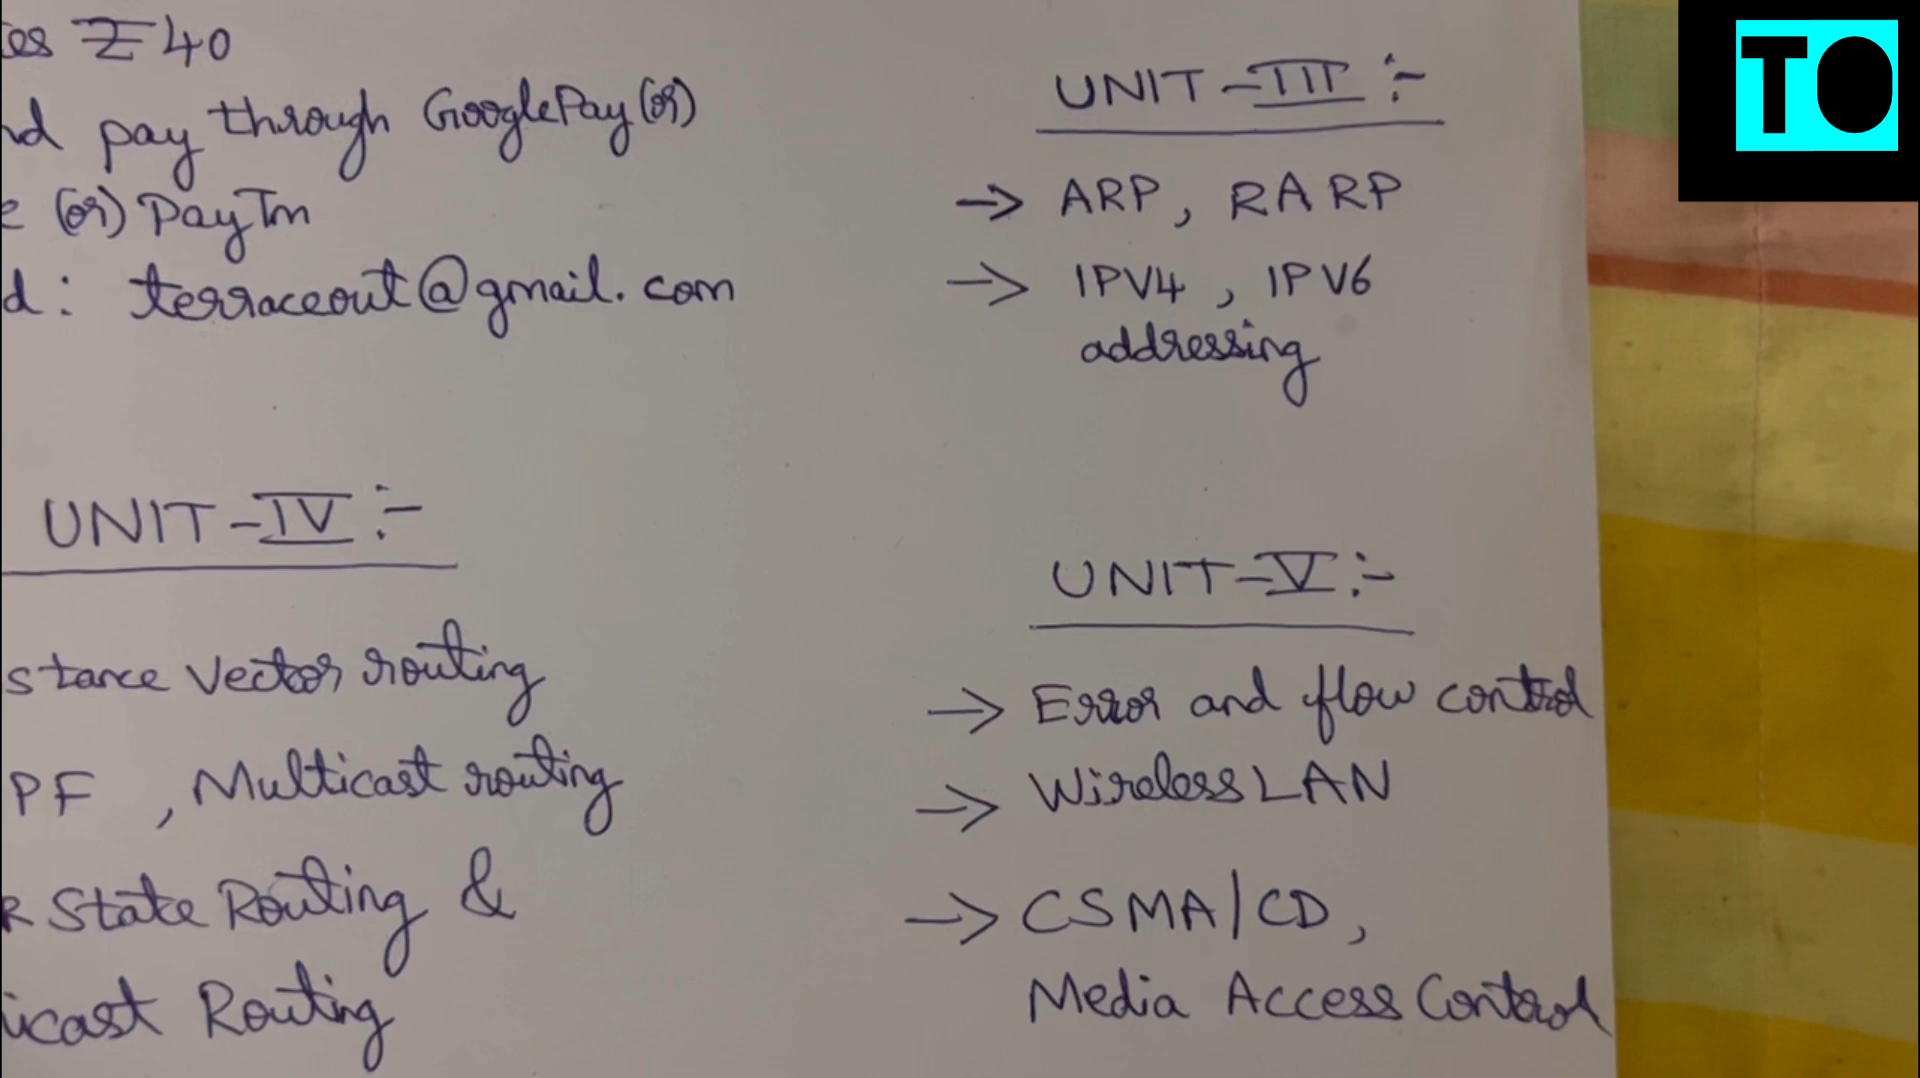 ₹40
pay through GooglePay (or)
(or) PayTm
: terraceout@gmail.com
UNIT-IV :-
vector routing
PF , Multicast routing
State Routing &
Routing
UNIT-III :-
→ ARP, RARP
→ IPV4, IPV6
addressing
UNIT-V :-
→ Error and flow control
→ Wireless LAN
→ CSMA/CD,
Media Access Control
TO